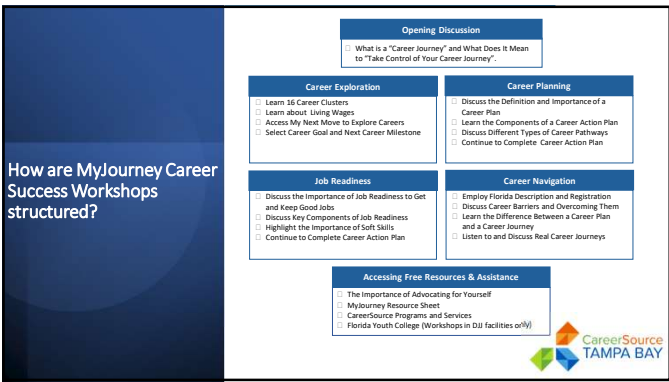 How are MyJourney Career
Success Workshops
structured?
Opening Discussion
What is a "Career Journey" and What Does It Mean
to "Take Control of Your Career Journey".
Career Exploration
Learn 16 Career Clusters
Learn about Living Wages
Access My Next Move to Explore Careers
Select Career Goal and Next Career Milestone
Career Planning
Discuss the Definition and Importance of a
Career Plan
Learn the Components of a Career Action Plan
Discuss Different Types of Career Pathways
Continue to Complete Career Action Plan
Job Readiness
Discuss the Importance of Job Readiness to Get
and Keep Good Jobs
Discuss Key Components of Job Readiness
Highlight the Importance of Soft Skills
Continue to Complete Career Action Plan
Career Navigation
Employ Florida Description and Registration
Discuss Career Barriers and Overcoming Them
Learn the Difference Between a Career Plan
and a Career Journey
Listen to and Discuss Real Career Journeys
Accessing Free Resources & Assistance
The Importance of Advocating for Yourself
MyJourney Resource Sheet
CareerSource Programs and Services
Florida Youth College (Workshops in DJJ facilities only)
CareerSource
TAMPA BAY